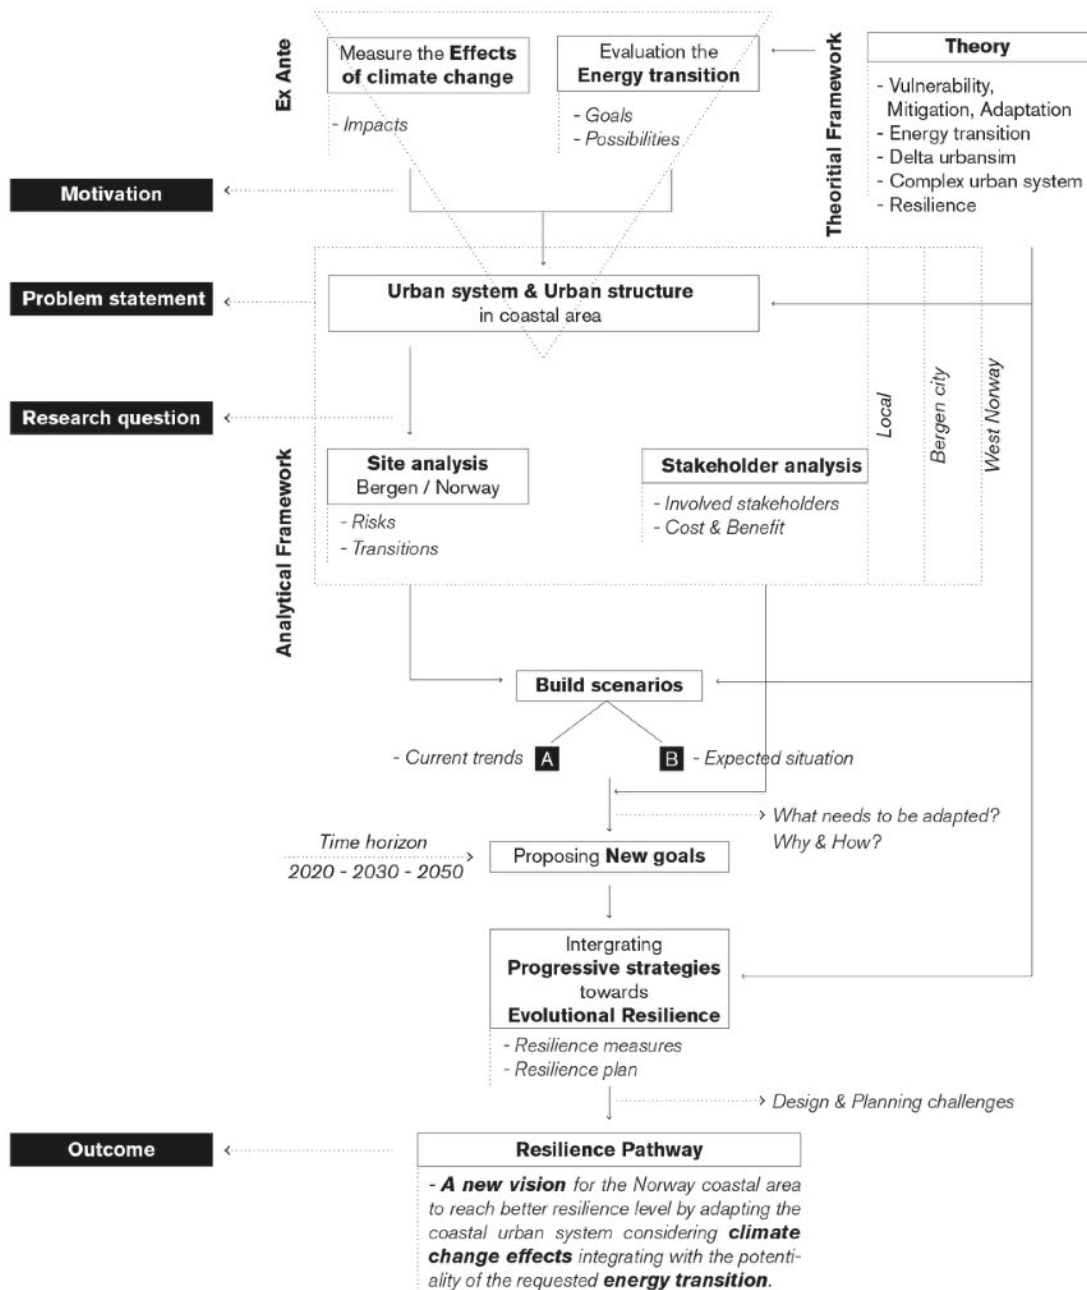 Ex Ante
Measure the Effects
of climate change
- Impacts
Evaluation the
Energy transition
- Goals
- Possibilities
Theoritial Framework
Theory
- Vulnerability,
Mitigation, Adaptation
- Energy transition
- Delta urbansim
- Complex urban system
- Resilience
Motivation
Problem statement
Urban system & Urban structure
in coastal area
Local
Bergen city
West Norway
Research question
Analytical Framework
Site analysis
Bergen / Norway
- Risks
- Transitions
Stakeholder analysis
- Involved stakeholders
- Cost & Benefit
Build scenarios
- Current trends A
B - Expected situation
What needs to be adapted?
Why & How?
Time horizon
2020 - 2030 - 2050
Proposing New goals
Intergrating
Progressive strategies
towards
Evolutional Resilience
- Resilience measures
- Resilience plan
Design & Planning challenges
Outcome
Resilience Pathway
- A new vision for the Norway coastal area
to reach better resilience level by adapting the
coastal urban system considering climate
change effects integrating with the potenti-
ality of the requested energy transition.